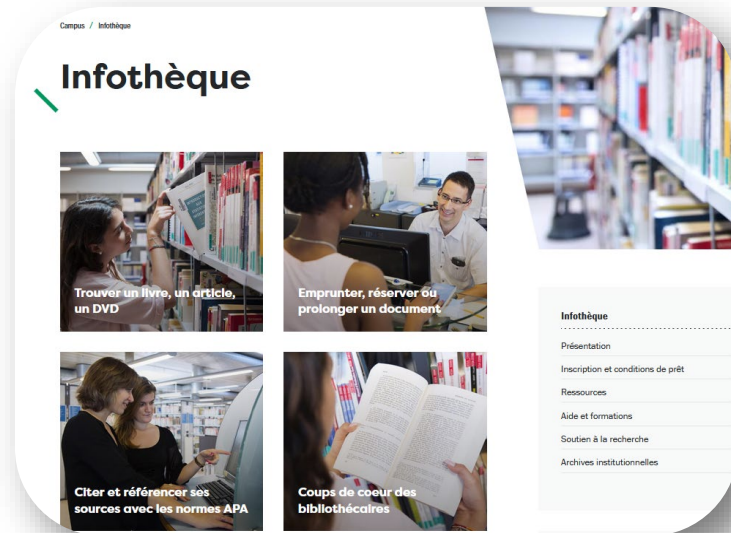 Campus / Infothèque
Infothèque
Trouver un livre, un article,
un DVD
Emprunter, réserver ou
prolonger un document
Citer et référencer ses
sources avec les normes APA
Coups de coeur des
bibliothécaires
Infothèque
Présentation
Inscription et conditions de prêt
Ressources
Aide et formations
Soutien à la recherche
Archives institutionnelles